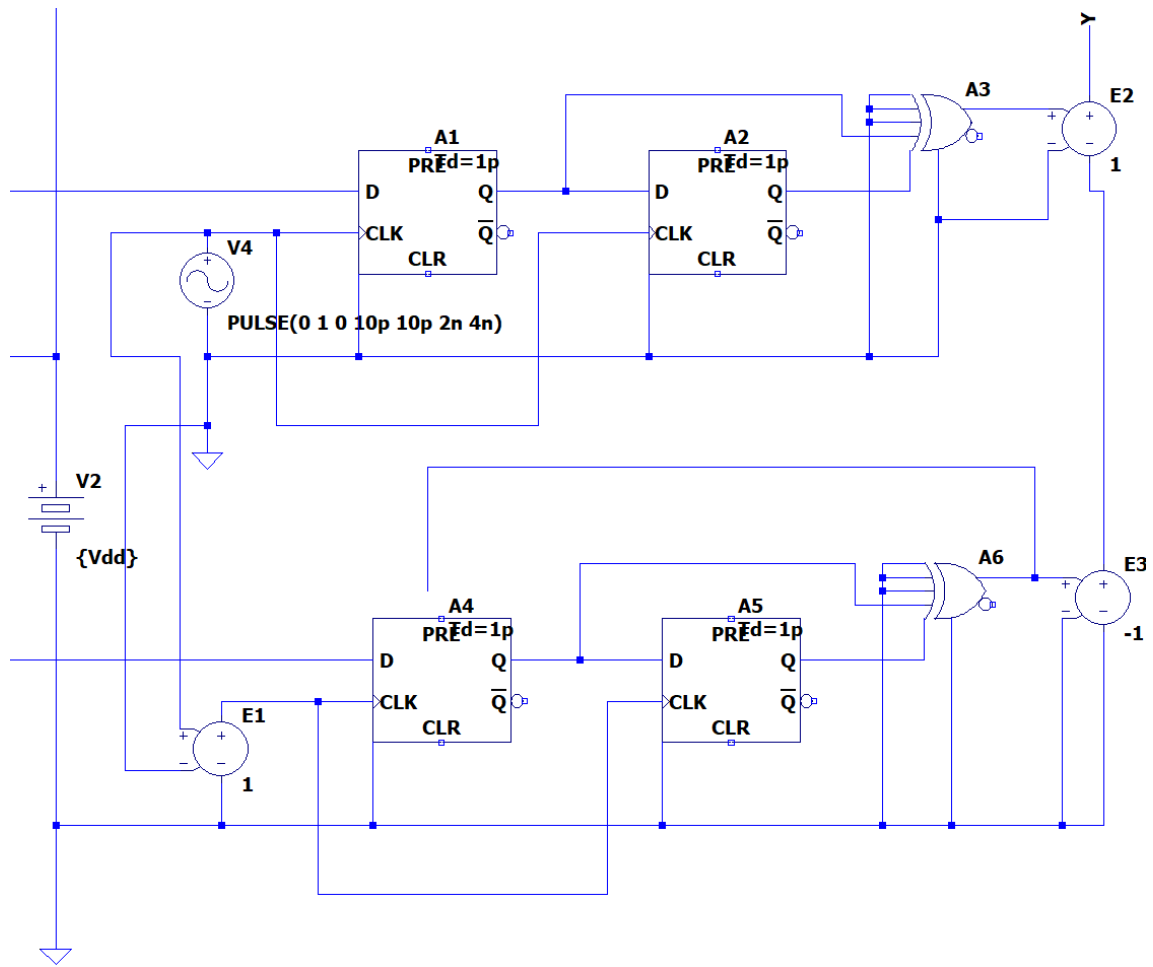 Y
A3
E2
+
+
−
−
1
A1
PRE
Td=1p
D
Q
CLK
Q
CLR
A2
PRE
Td=1p
D
Q
CLK
Q
CLR
V4
+
−
PULSE(0 1 0 10p 10p 2n 4n)
V2
+
{Vdd}
A6
E3
+
+
−
−
-1
A4
PRE
Td=1p
D
Q
CLK
Q
CLR
A5
PRE
Td=1p
D
Q
CLK
Q
CLR
E1
+
+
−
−
1